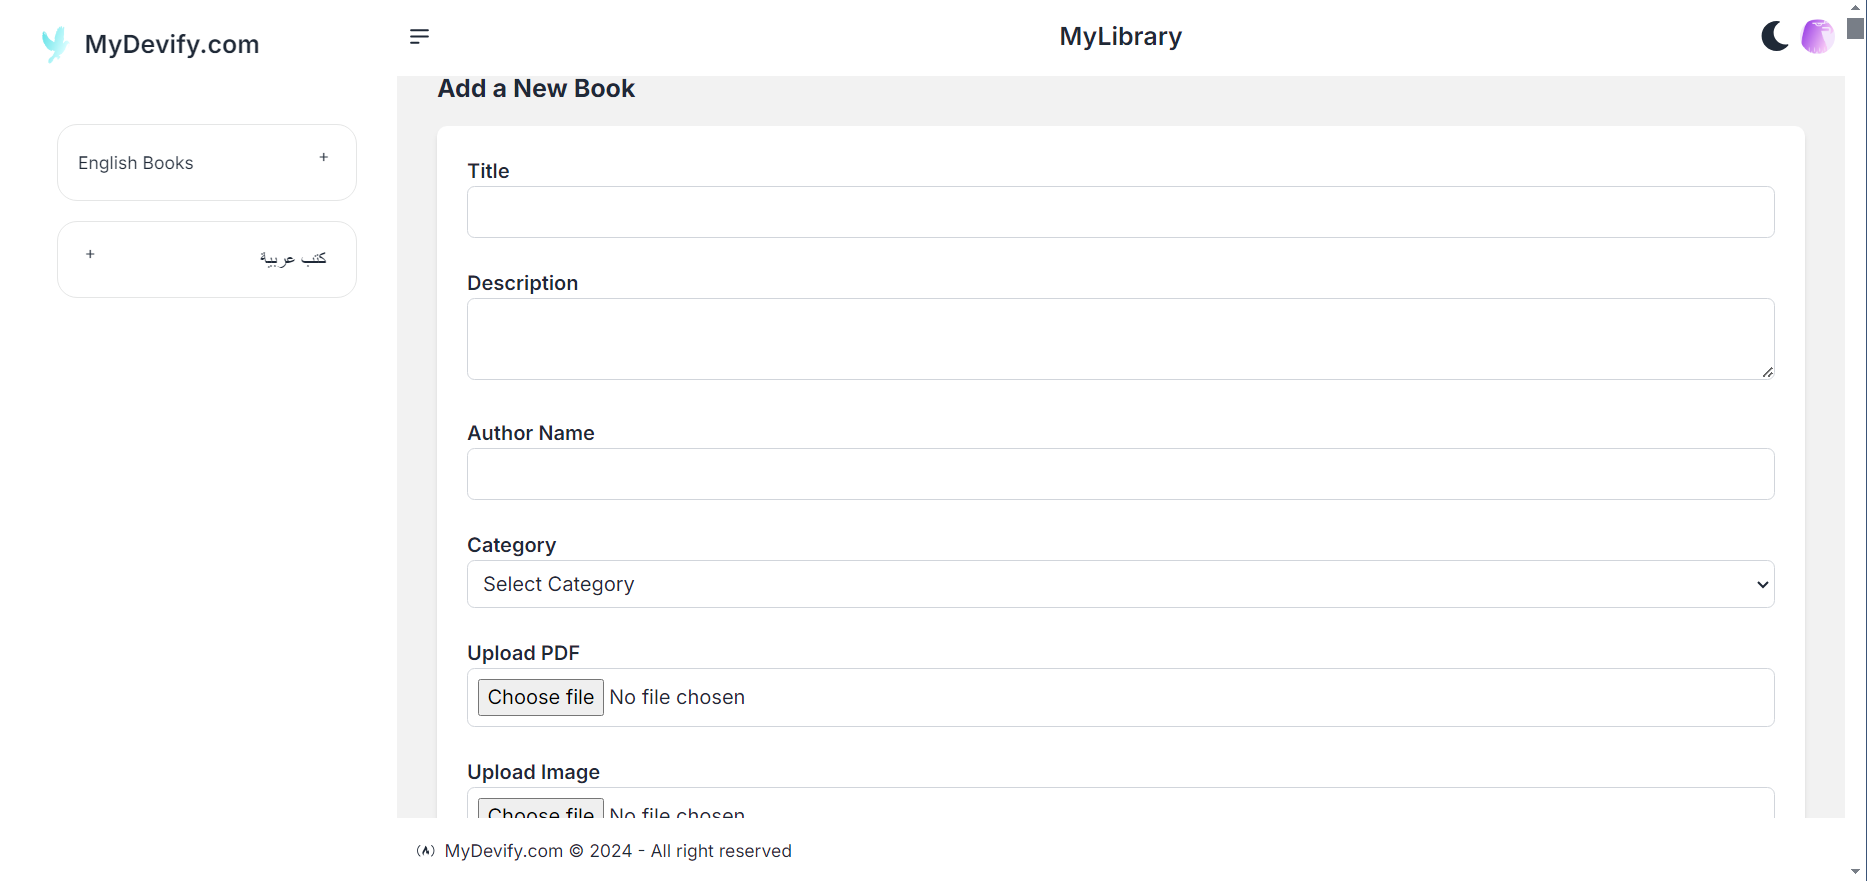 MyDevify.com
MyLibrary
English Books +
كتب عربية +
Add a New Book
Title
Description
Author Name
Category
Select Category
Upload PDF
Choose file No file chosen
Upload Image
Choose file No file chosen
MyDevify.com © 2024 - All right reserved